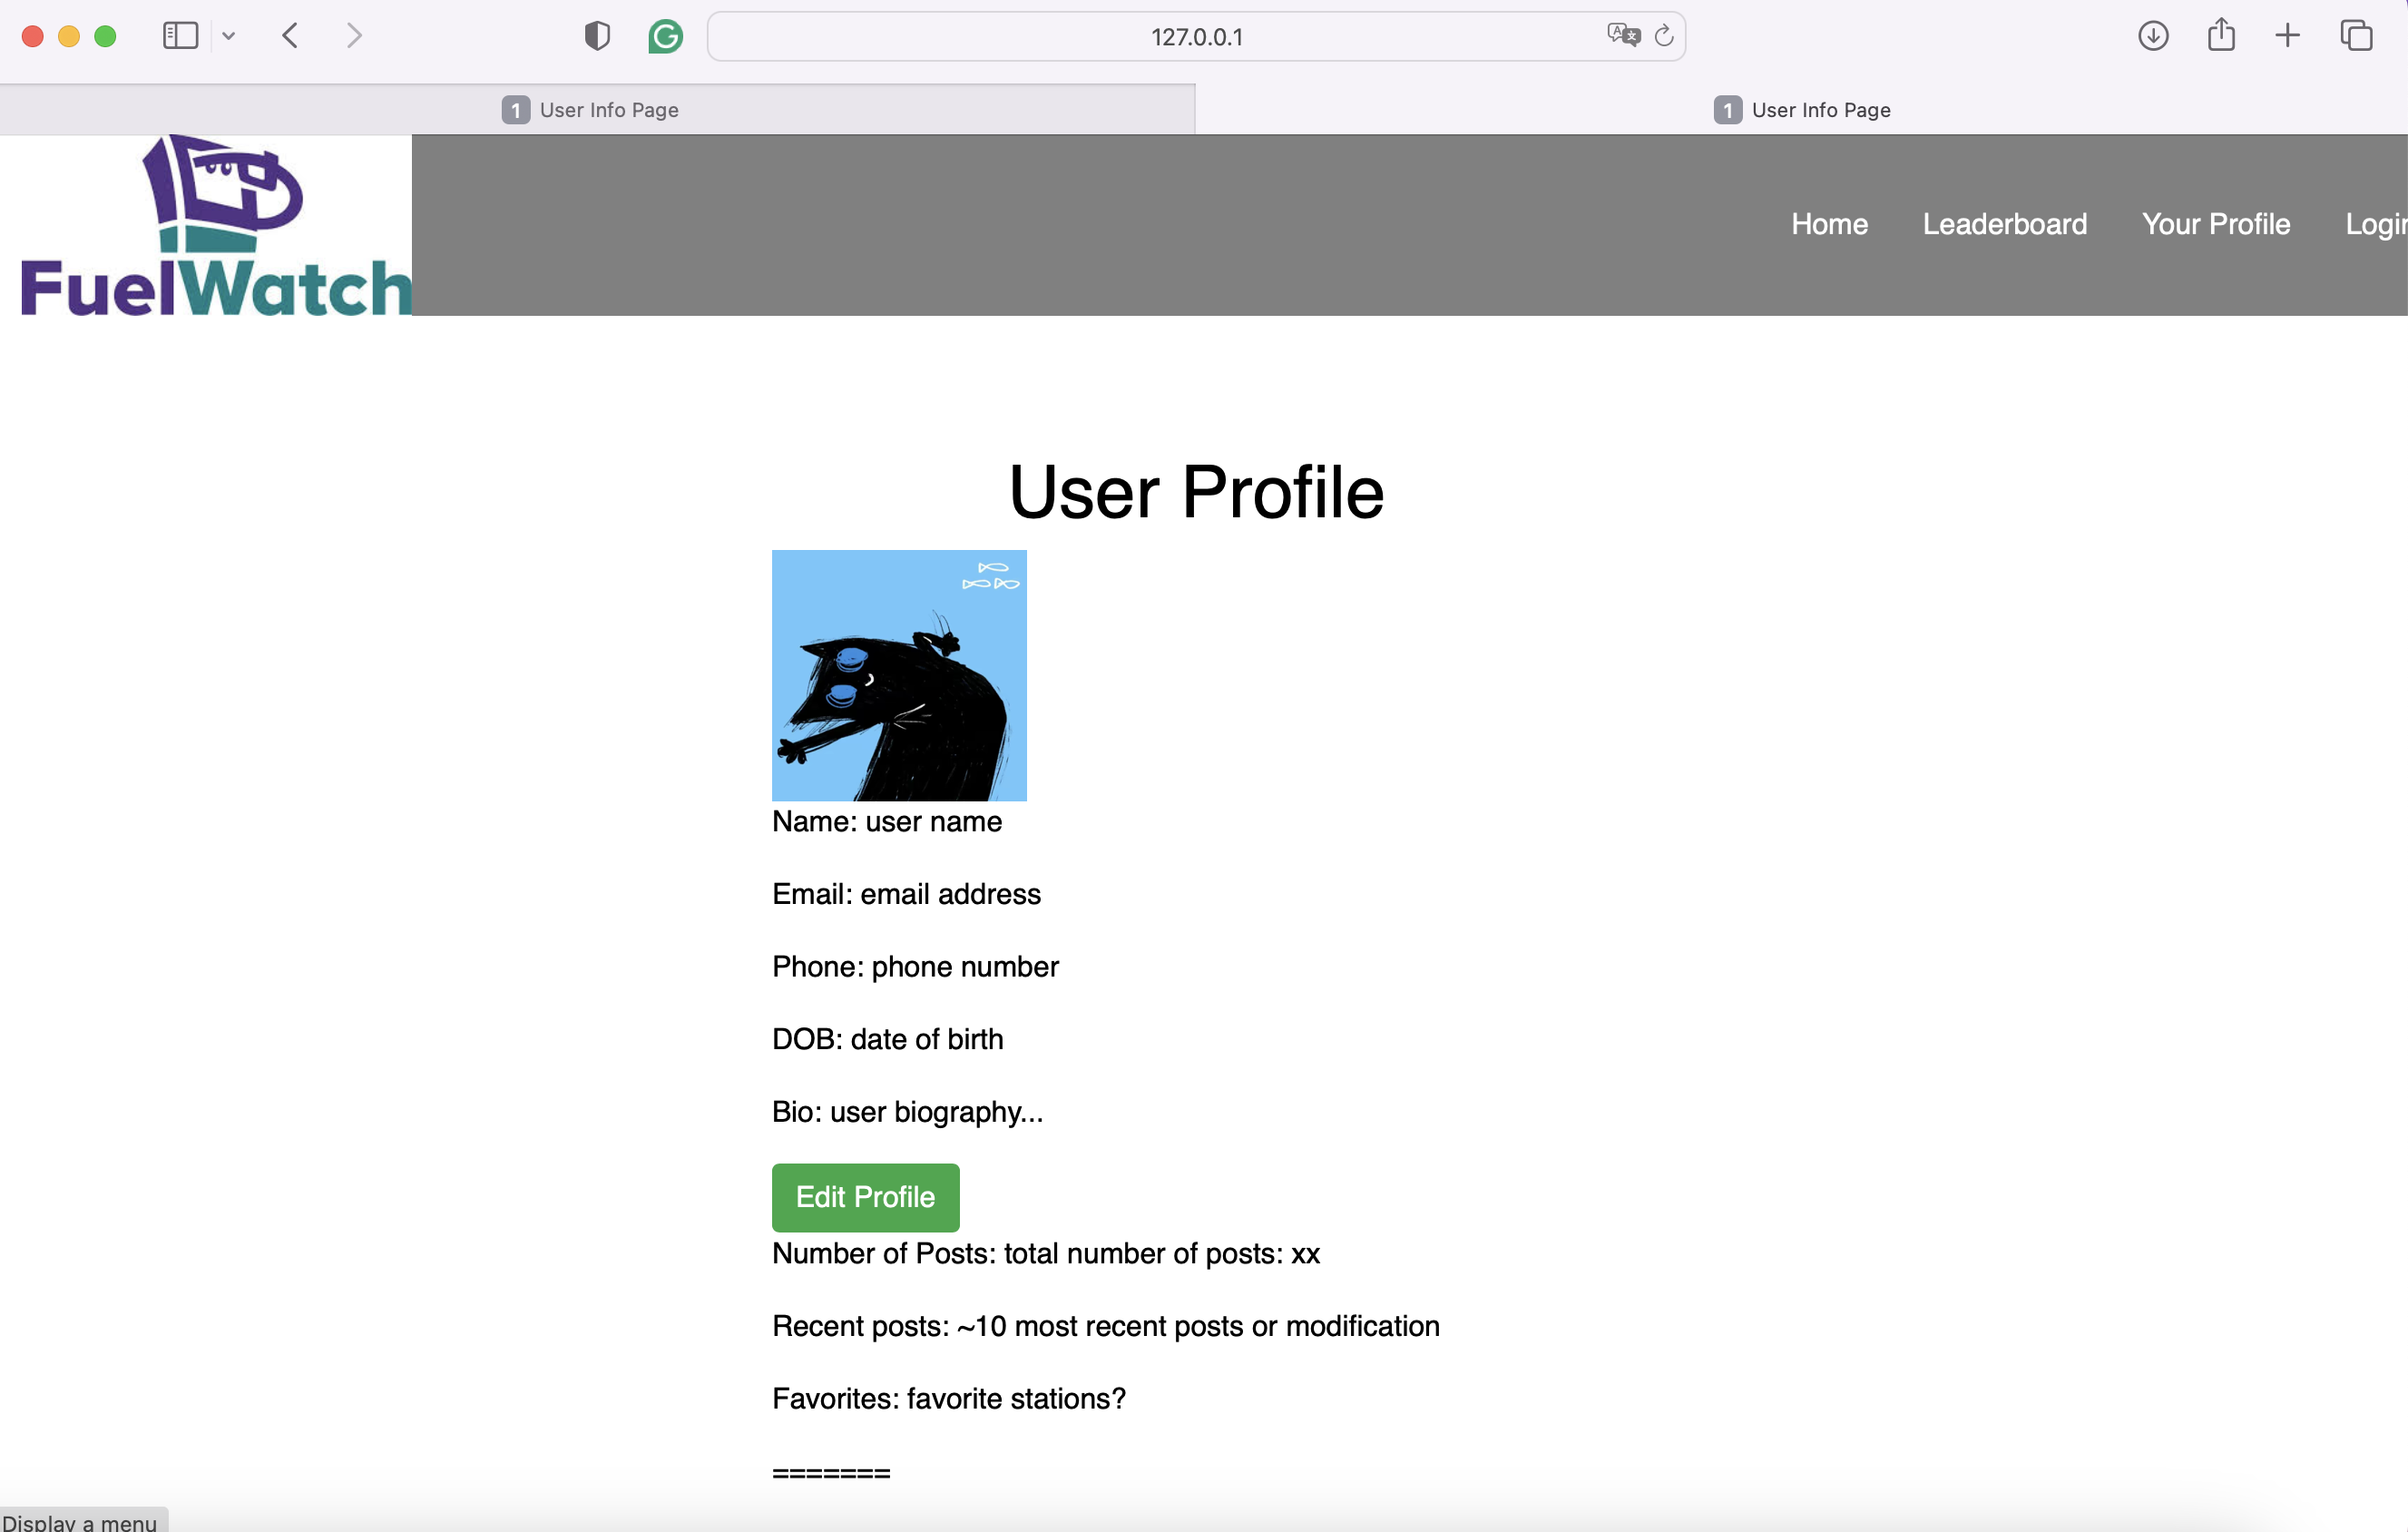 127.0.0.1
1 User Info Page
1 User Info Page
FuelWatch
Home Leaderboard Your Profile Login
User Profile
Name: user name
Email: email address
Phone: phone number
DOB: date of birth
Bio: user biography...
Edit Profile
Number of Posts: total number of posts: xx
Recent posts: ~10 most recent posts or modification
Favorites: favorite stations?
=======
Display a menu